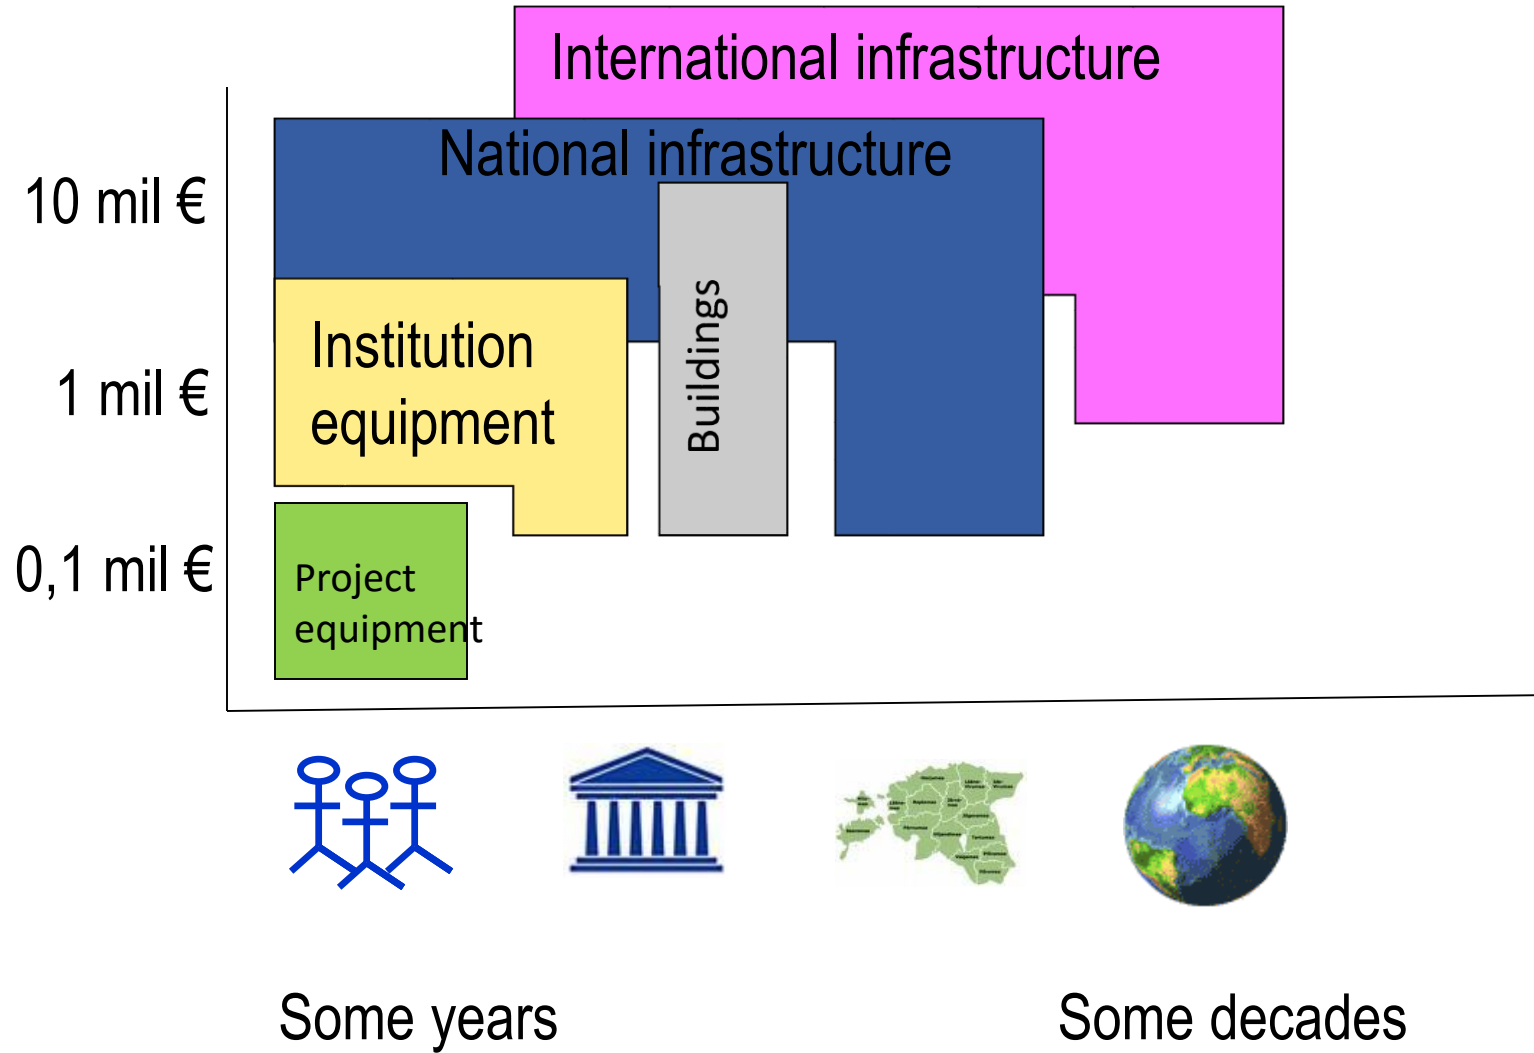 International infrastructure
National infrastructure
10 mil €
Institution
equipment
Buildings
1 mil €
0,1 mil €
Project
equipment
Some years
Some decades